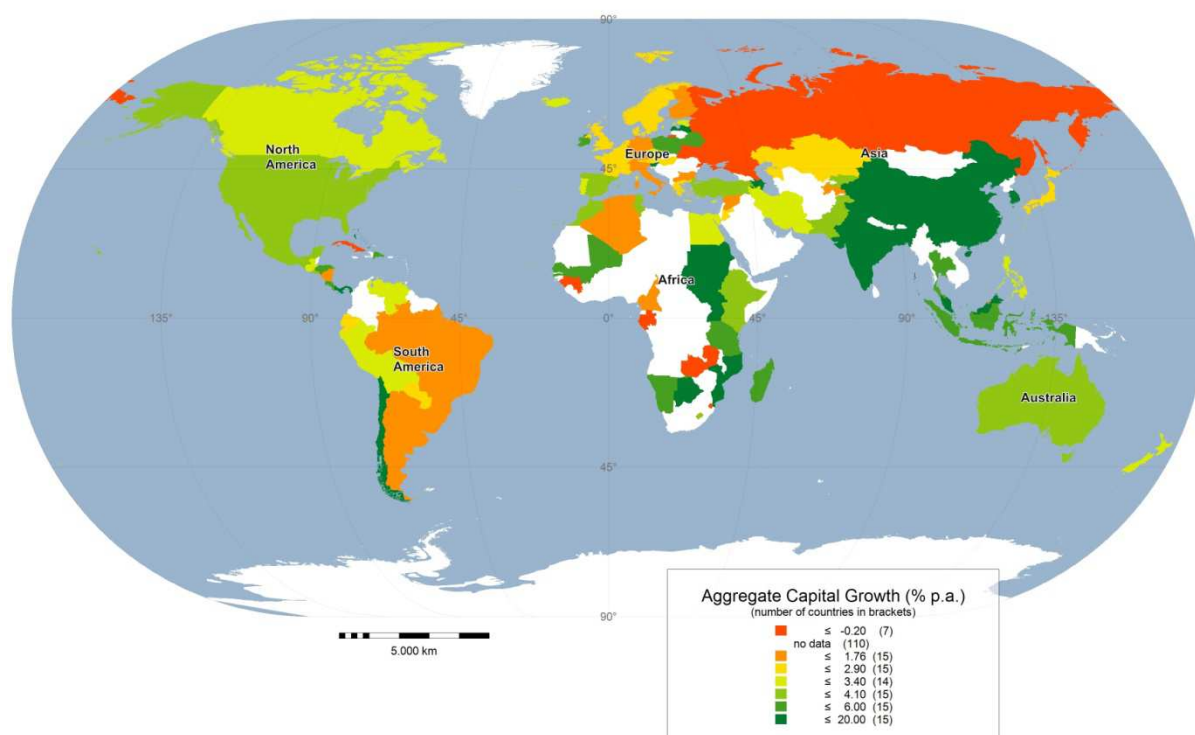 90°
North
America
Europe
Asia
45°
Africa
135°
90°
45°
0°
45°
90°
135°
South
America
Australia
45°
45°
90°
5.000 km
Aggregate Capital Growth (% p.a.)
(number of countries in brackets)
≤ -0.20 (7)
no data (110)
≤ 1.76 (15)
≤ 2.90 (15)
≤ 3.40 (14)
≤ 4.10 (15)
≤ 6.00 (15)
≤ 20.00 (15)